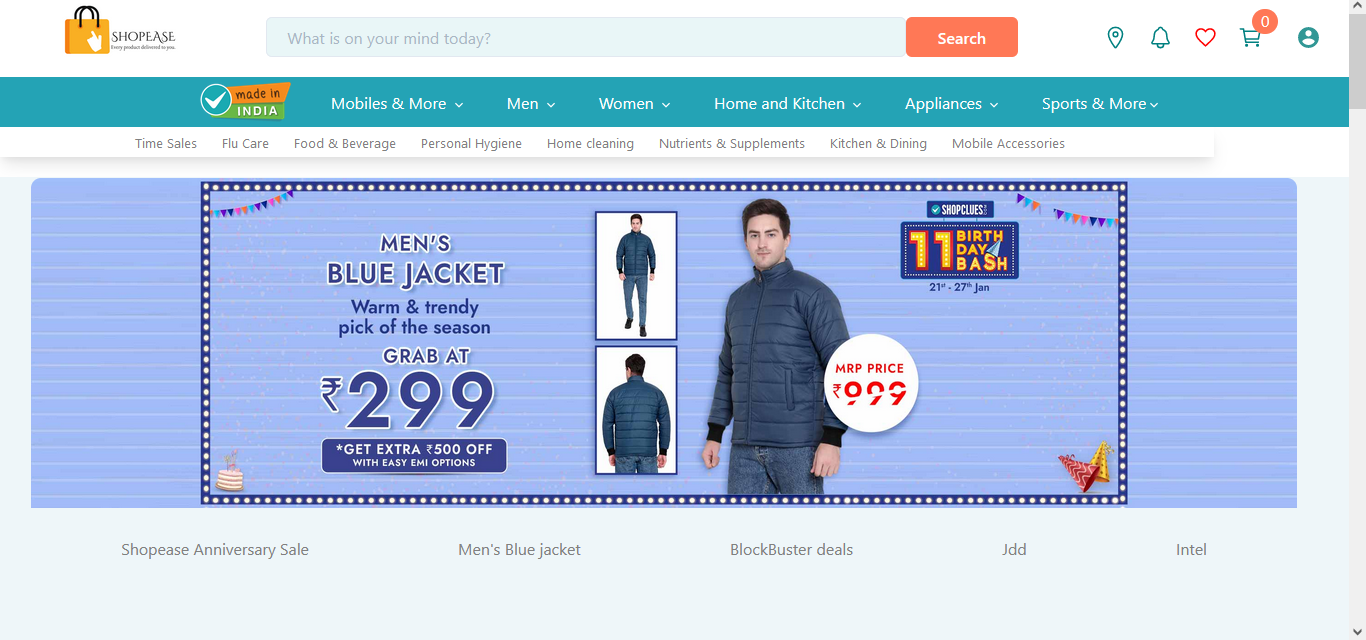 SHOPEASE
Every product delivered to you.
What is on your mind today?
Search
0
made in
INDIA
Mobiles & More
Men
Women
Home and Kitchen
Appliances
Sports & More
Time Sales
Flu Care
Food & Beverage
Personal Hygiene
Home cleaning
Nutrients & Supplements
Kitchen & Dining
Mobile Accessories
MEN'S
BLUE JACKET
Warm & trendy
pick of the season
GRAB AT
₹299
*GET EXTRA ₹500 OFF
WITH EASY EMI OPTIONS
MRP PRICE
₹999
SHOPCLUES
11 BIRTH
DAY
BASH
21st - 27th Jan
Shopease Anniversary Sale
Men's Blue jacket
BlockBuster deals
Jdd
Intel